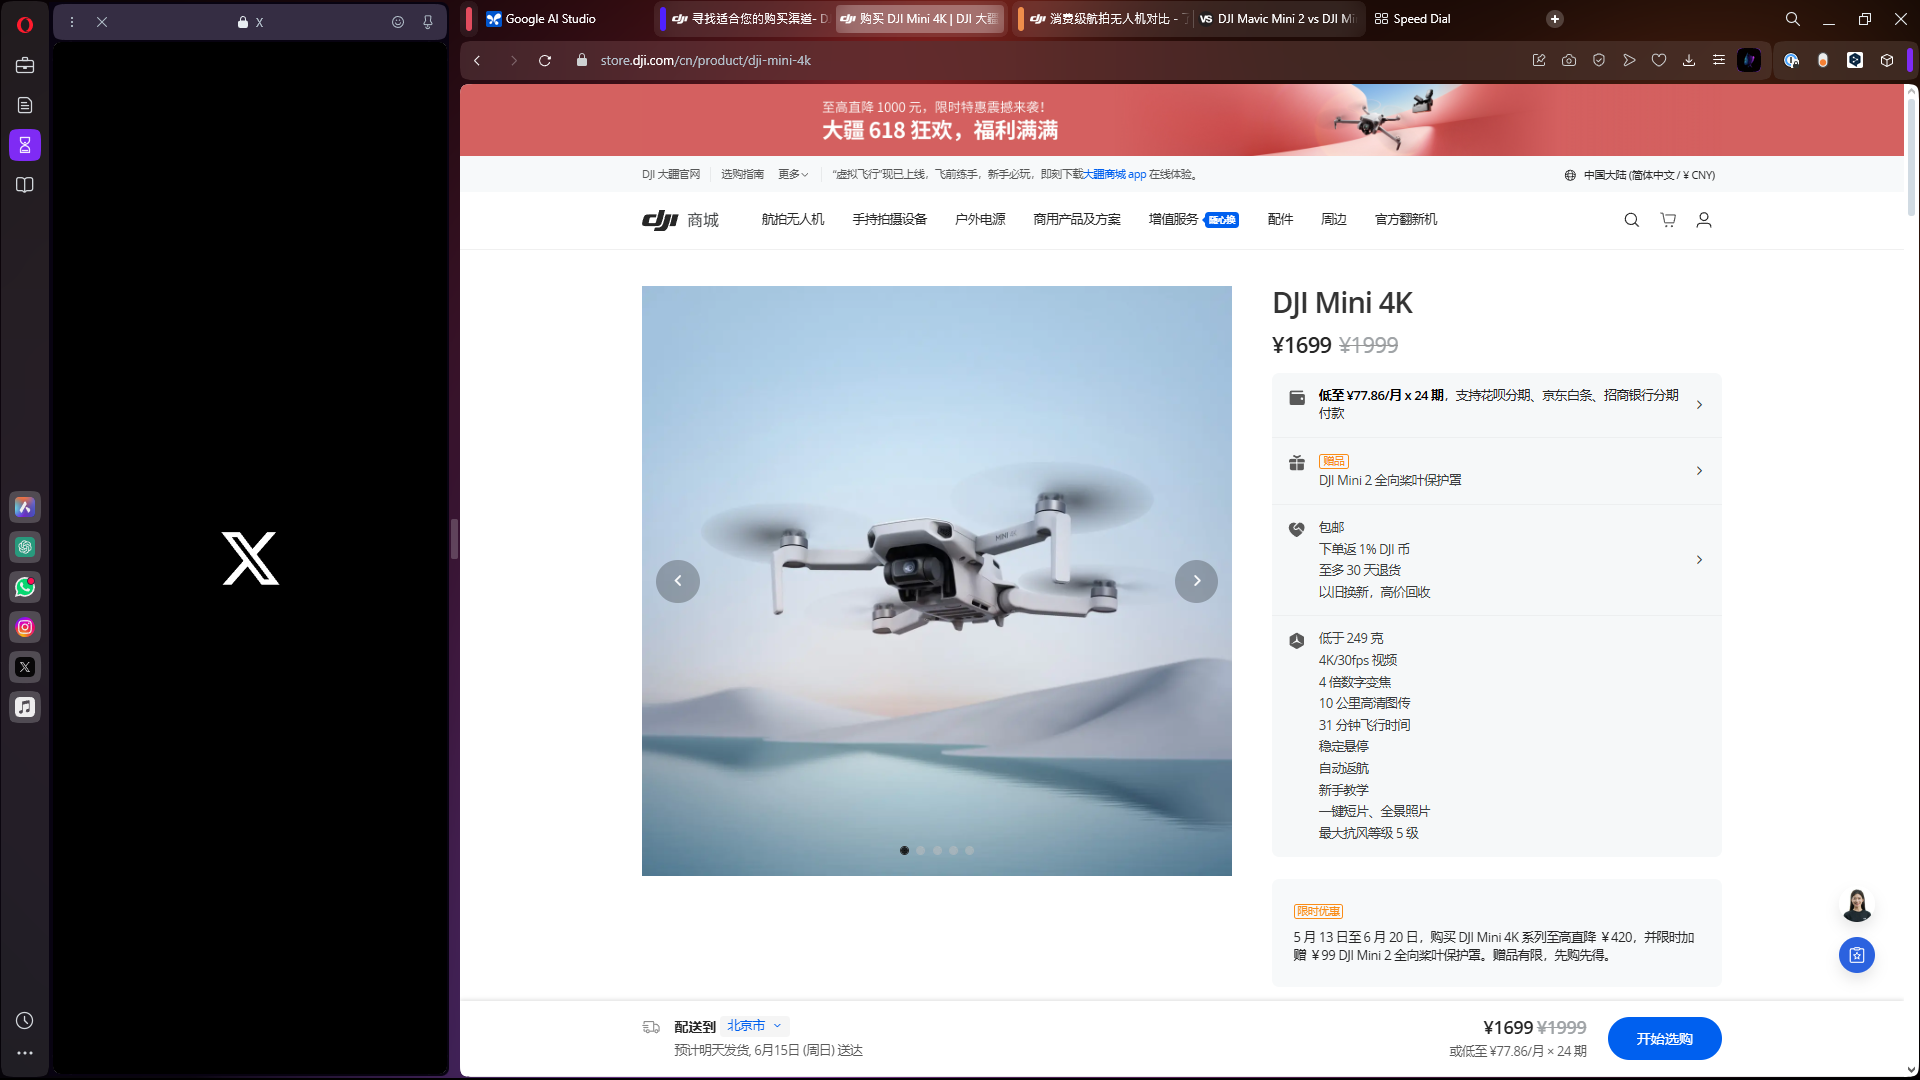 X
Google AI Studio
寻找适合您的购买渠道- D
购买 DJI Mini 4K | DJI 大疆
消费级航拍无人机对比 - 了
VS DJI Mavic Mini 2 vs DJI Mi
Speed Dial
store.dji.com/cn/product/dji-mini-4k
至高直降 1000 元，限时特惠震撼来袭！
大疆 618 狂欢，福利满满
DJI 大疆官网
选购指南
更多
“虚拟飞行”现已上线，飞前练手，新手必玩，即刻下载大疆商城 app 在线体验。
中国大陆 (简体中文 / ¥ CNY)
dji 商城
航拍无人机
手持拍摄设备
户外电源
商用产品及方案
增值服务 随心换
配件
周边
官方翻新机
MINI 4K
DJI Mini 4K
¥1699 ¥1999
低至 ¥77.86/月 x 24 期，支持花呗分期、京东白条、招商银行分期
付款
赠品
DJI Mini 2 全向桨叶保护罩
包邮
下单返 1% DJI 币
至多 30 天退货
以旧换新，高价回收
低于 249 克
4K/30fps 视频
4 倍数字变焦
10 公里高清图传
31 分钟飞行时间
稳定悬停
自动返航
新手教学
一键短片、全景照片
最大抗风等级 5 级
限时优惠
5 月 13 日至 6 月 20 日，购买 DJI Mini 4K 系列至高直降 ￥420，并限时加
赠 ￥99 DJI Mini 2 全向桨叶保护罩。赠品有限，先购先得。
配送到 北京市
预计明天发货, 6月15日 (周日) 送达
¥1699 ¥1999
或低至 ¥77.86/月 × 24 期
开始选购